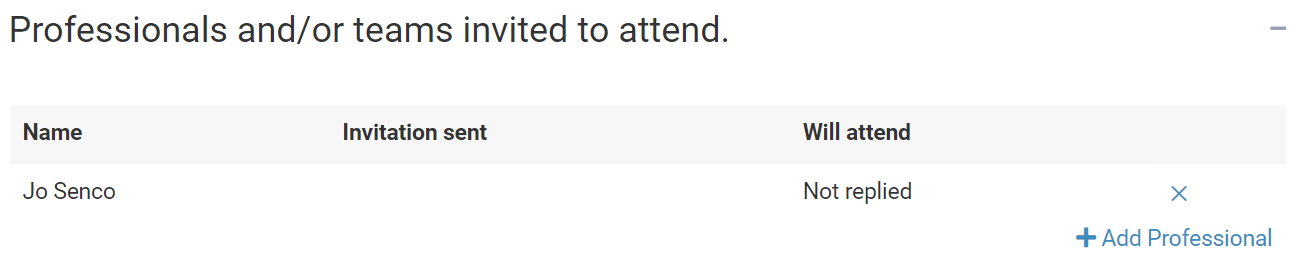 Professionals and/or teams invited to attend.
Name Invitation sent Will attend
Jo Senco Not replied
Add Professional